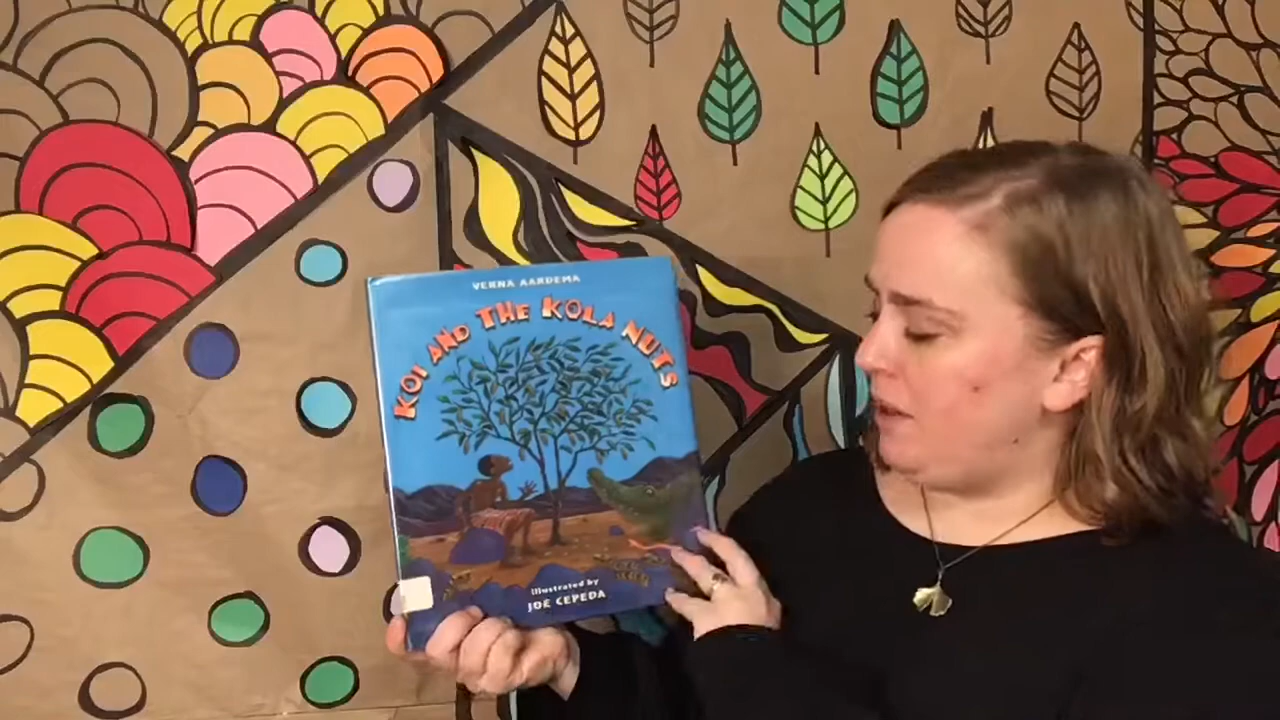 VERNA AARDEMA
KOI AND THE KOLA NUTS
illustrated by
JOE CEPEDA